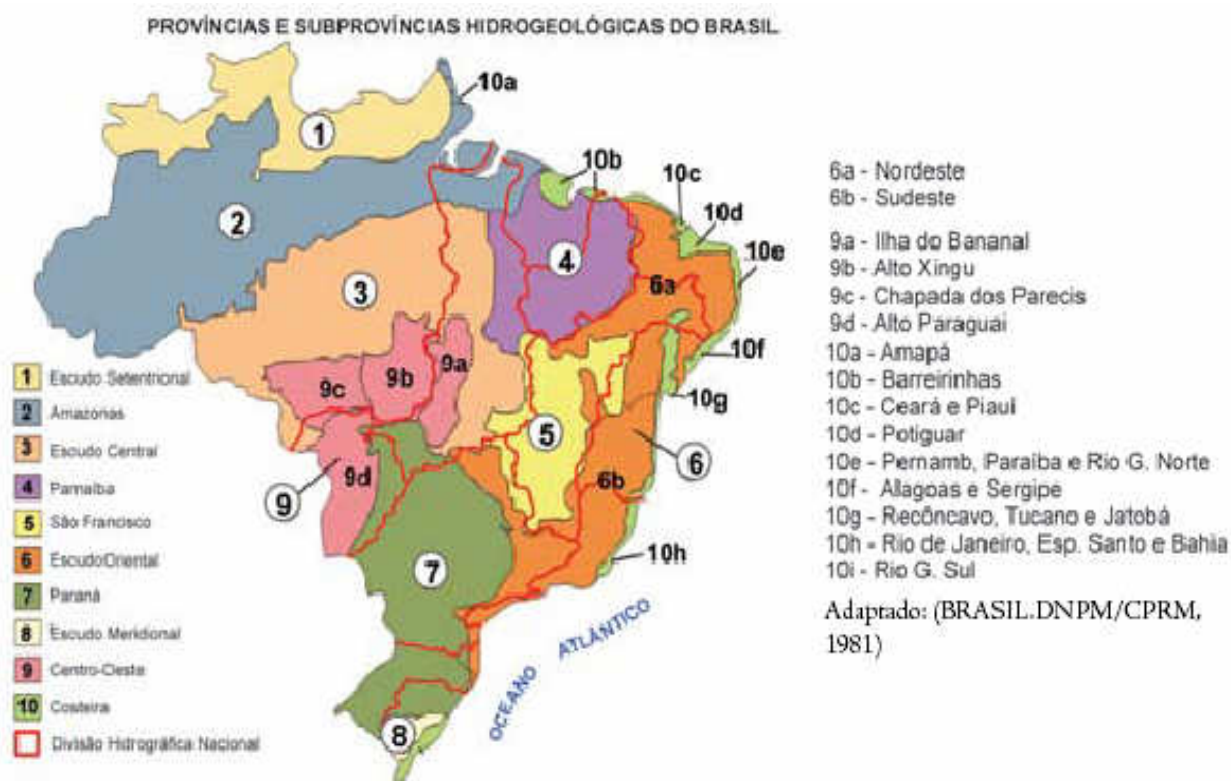 PROVÍNCIAS E SUBPROVÍNCIAS HIDROGEOLÓGICAS DO BRASIL
10a
1
10b
10c
10d
2
4
10e
6a
3
10f
9a
9b
9c
10g
5
6
9d
6b
9
10h
7
8
OCEANO ATLÂNTICO
1 Escudo Setentrional
2 Amazonas
3 Escudo Central
4 Parnaíba
5 São Francisco
6 Escudo Oriental
7 Paraná
8 Escudo Meridional
9 Centro-Oeste
10 Costeira
Divisão Hidrográfica Nacional
6a - Nordeste
6b - Sudeste
9a - Ilha do Bananal
9b - Alto Xingu
9c - Chapada dos Parecis
9d - Alto Paraguai
10a - Amapá
10b - Barreirinhas
10c - Ceará e Piauí
10d - Potiguar
10e - Pernamb, Paraíba e Rio G. Norte
10f - Alagoas e Sergipe
10g - Recôncavo, Tucano e Jatobá
10h - Rio de Janeiro, Esp. Santo e Bahia
10i - Rio G. Sul
Adaptado: (BRASIL.DNPM/CPRM,
1981)